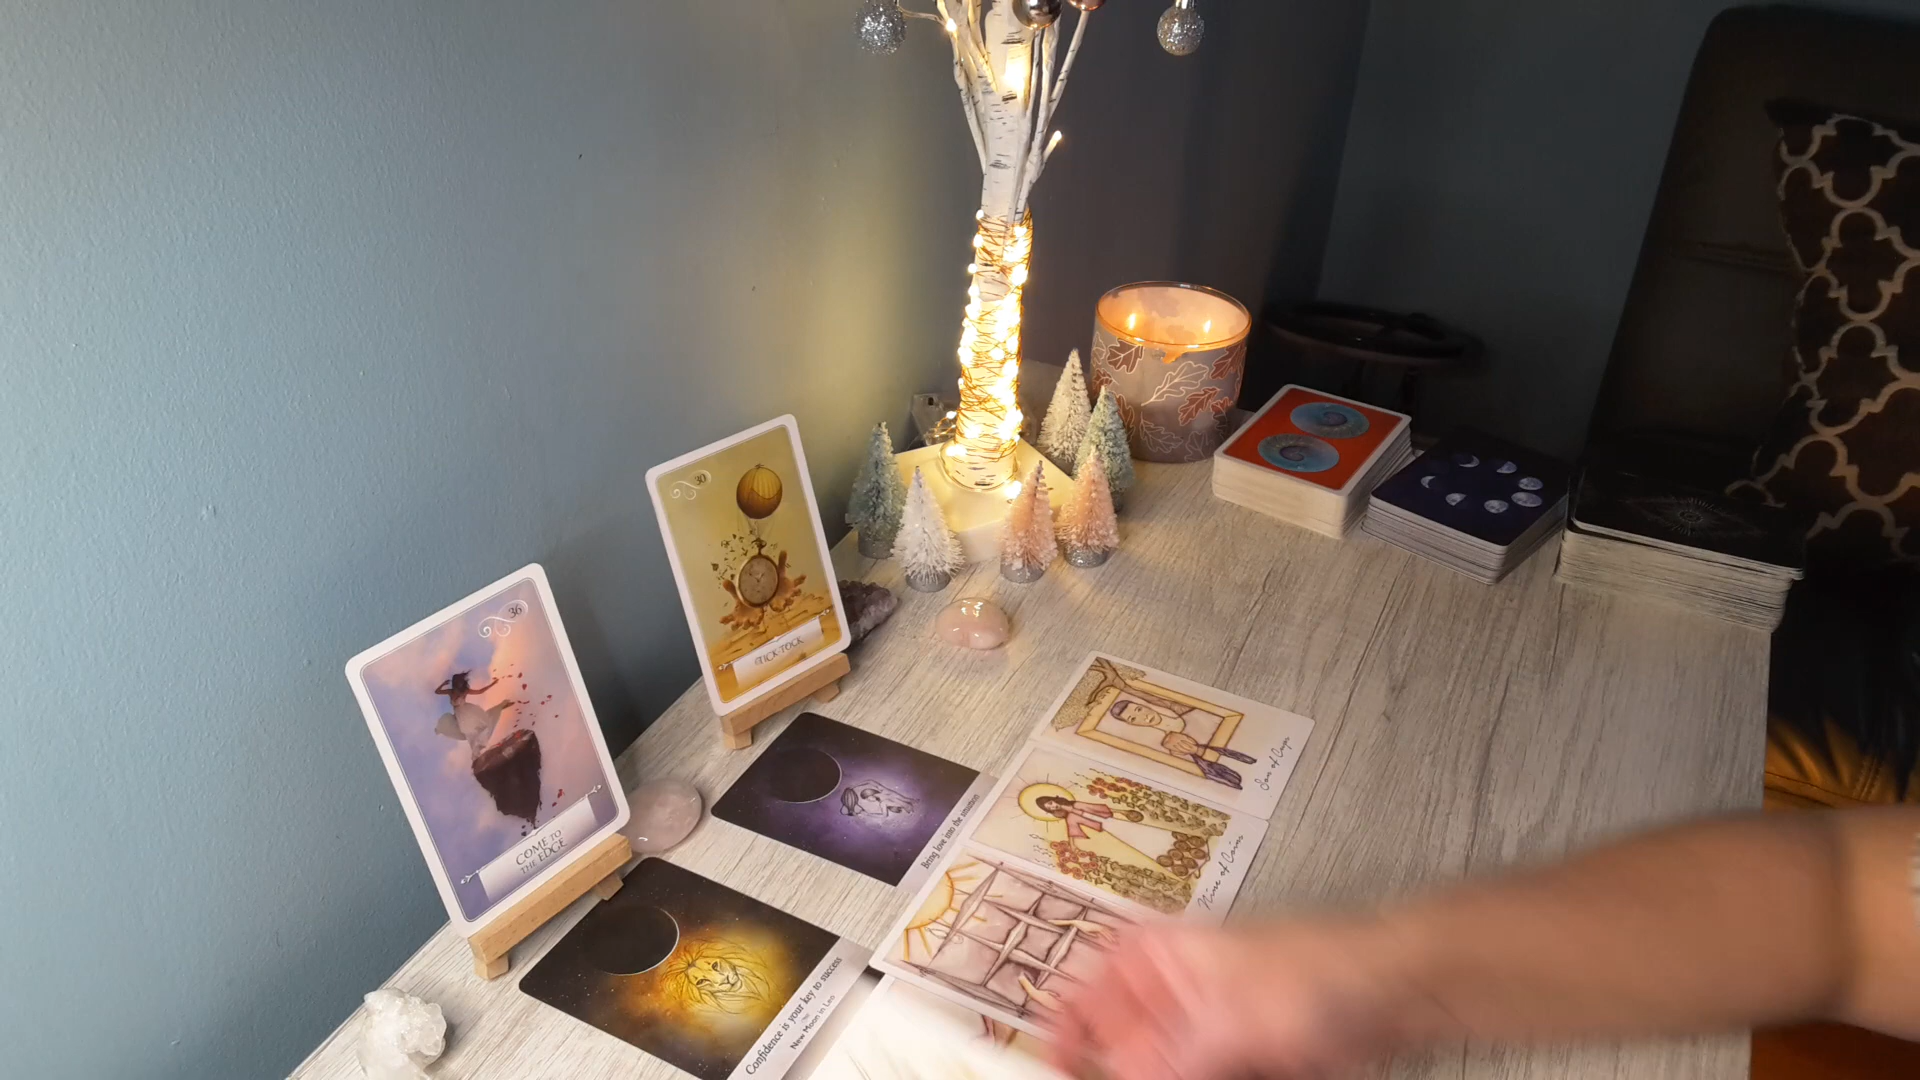 30
TICK-TOCK
36
COME TO
THE EDGE
Bring love into the situation
Confidence is your key to success
New Moon in Leo
Son of Cups
Nine of Coins